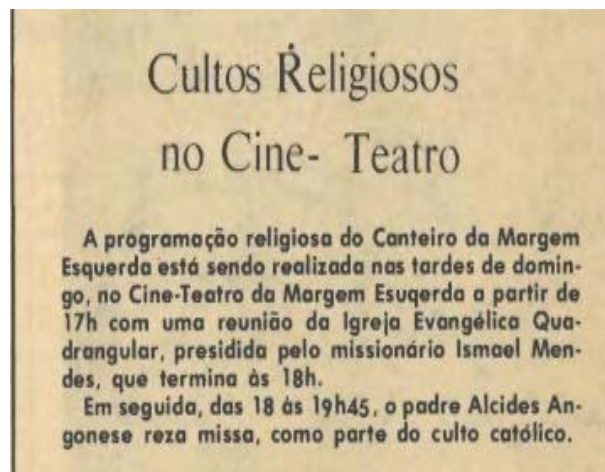 Cultos Religiosos
no Cine- Teatro
A programação religiosa do Canteiro da Margem
Esquerda está sendo realizada nas tardes de domin-
go, no Cine-Teatro da Margem Esuqerda a partir de
17h com uma reunião da Igreja Evangélica Qua-
drangular, presidida pelo missionário Ismael Men-
des, que termina às 18h.
Em seguida, das 18 às 19h45, o padre Alcides An-
gonese reza missa, como parte do culto católico.